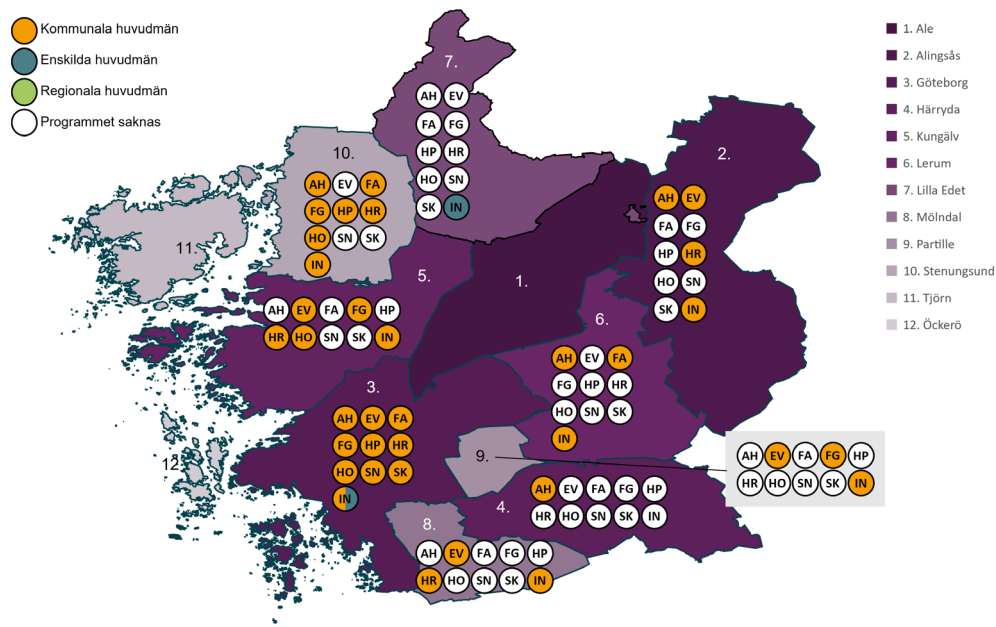 Kommunala huvudmän
Enskilda huvudmän
Regionala huvudmän
Programmet saknas
1. Ale
2. Alingsås
3. Göteborg
4. Härryda
5. Kungälv
6. Lerum
7. Lilla Edet
8. Mölndal
9. Partille
10. Stenungsund
11. Tjörn
12. Öckerö
7.
AH EV
FA FG
HP HR
HO SN
SK IN
10.
AH EV FA
FG HP HR
HO SN SK
IN
2.
AH EV
FA FG
HP HR
HO SN
SK IN
11.
5.
AH EV FA FG HP
HR HO SN SK IN
1.
6.
AH EV FA
FG HP HR
HO SN SK
IN
3.
AH EV FA
FG HP HR
HO SN SK
IN
12.
9.
AH EV FA FG HP
HR HO SN SK IN
4.
AH EV FA FG HP
HR HO SN SK IN
8.
AH EV FA FG HP
HR HO SN SK IN